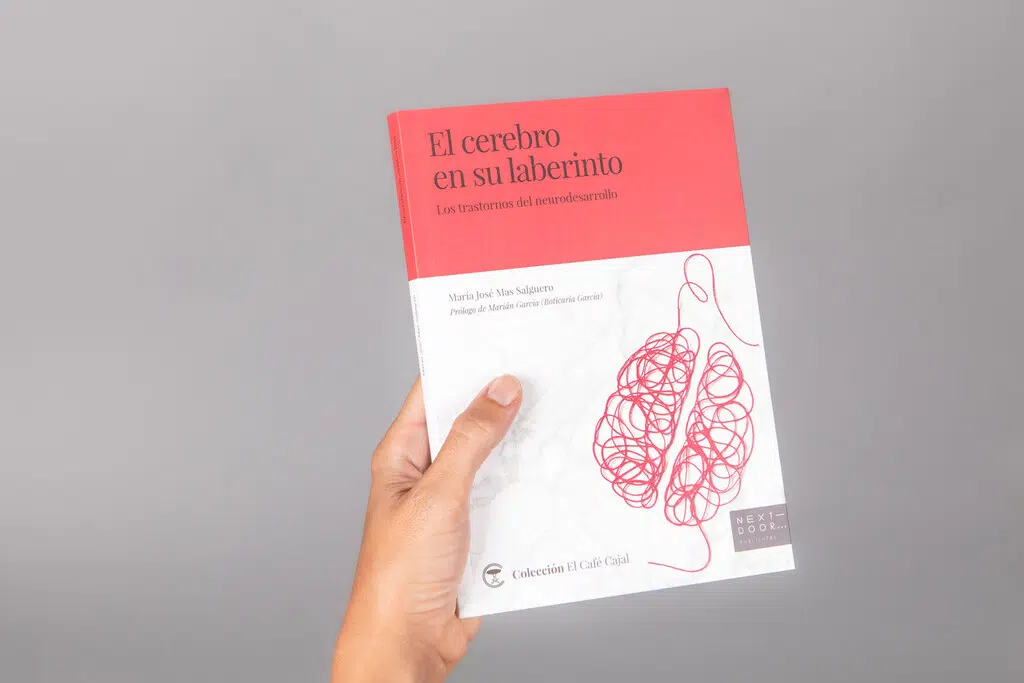 El cerebro
en su laberinto
Los trastornos del neurodesarrollo
María José Mas Salguero
Prólogo de Marián García (Boticaria García)
NEXT—
DOOR...
PUBLISHERS
Colección El Café Cajal